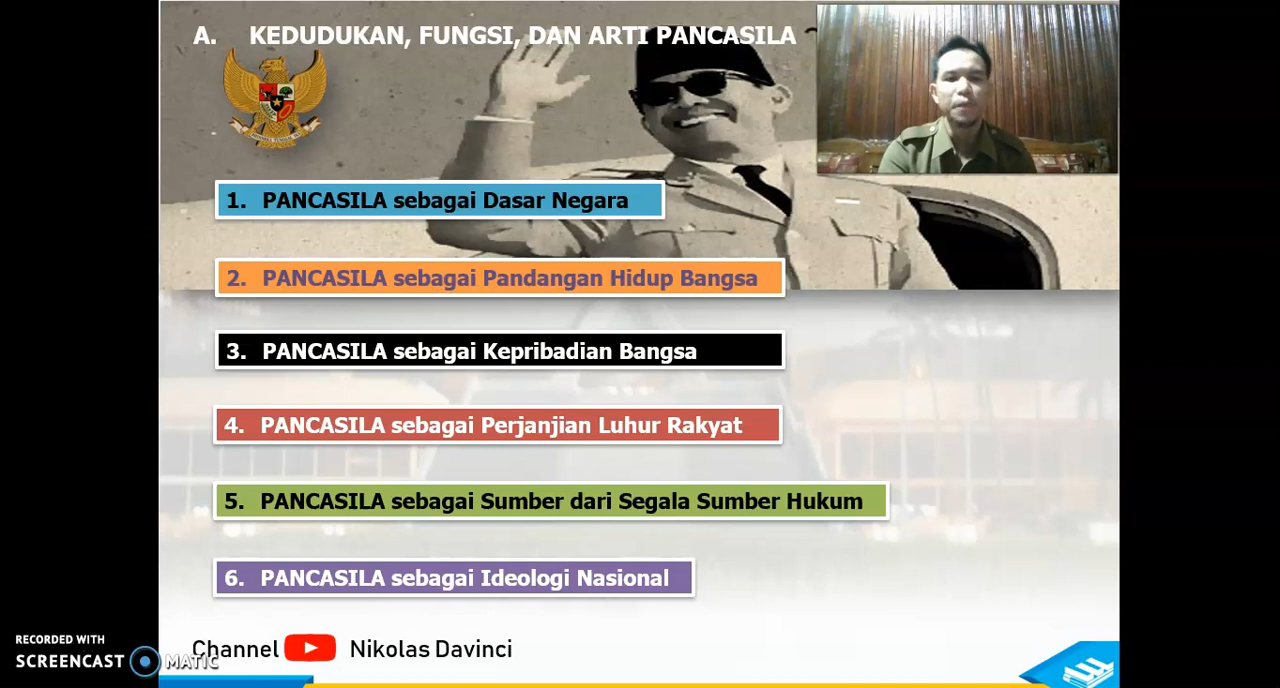 A. KEDUDUKAN, FUNGSI, DAN ARTI PANCASILA
1. PANCASILA sebagai Dasar Negara
2. PANCASILA sebagai Pandangan Hidup Bangsa
3. PANCASILA sebagai Kepribadian Bangsa
4. PANCASILA sebagai Perjanjian Luhur Rakyat
5. PANCASILA sebagai Sumber dari Segala Sumber Hukum
6. PANCASILA sebagai Ideologi Nasional
Channel Nikolas Davinci
RECORDED WITH
SCREENCAST MATIC